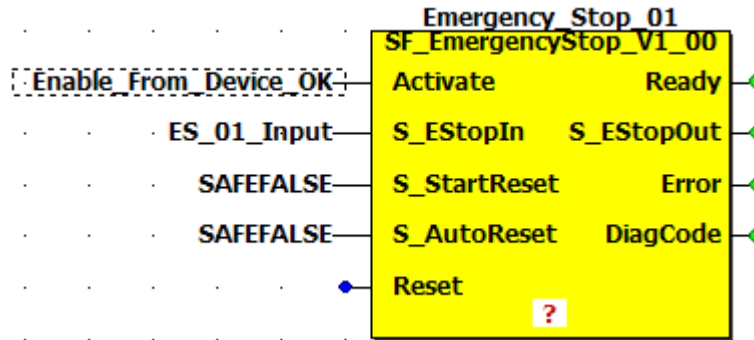 Emergency_Stop_01
SF_EmergencyStop_V1_00
Enable_From_Device_OK Activate Ready
ES_01_Input S_EStopIn S_EStopOut
SAFEFALSE S_StartReset Error
SAFEFALSE S_AutoReset DiagCode
Reset
?